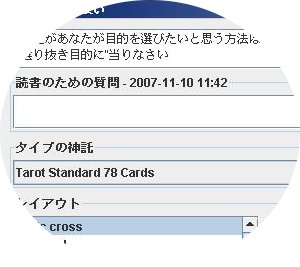 があなたが目的を選びたいと思う方法は
り抜き目的に"当りなさい
読書のための質問 - 2007-11-10 11:42
タイプの神託
Tarot Standard 78 Cards
レイアウト
cross